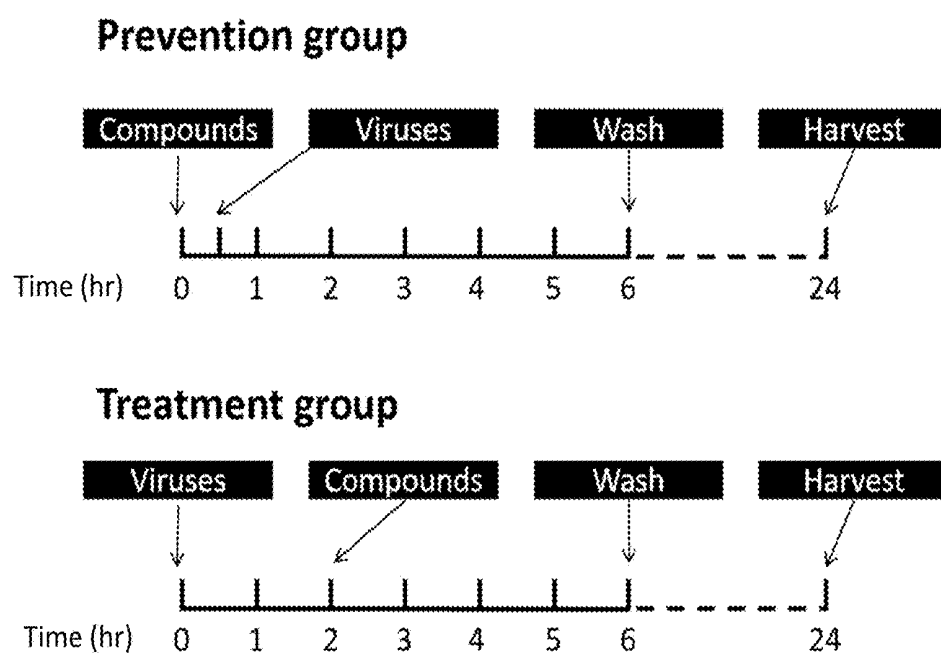 Prevention group
Compounds Viruses Wash Harvest
Time (hr) 0 1 2 3 4 5 6 24
Treatment group
Viruses Compounds Wash Harvest
Time (hr) 0 1 2 3 4 5 6 24